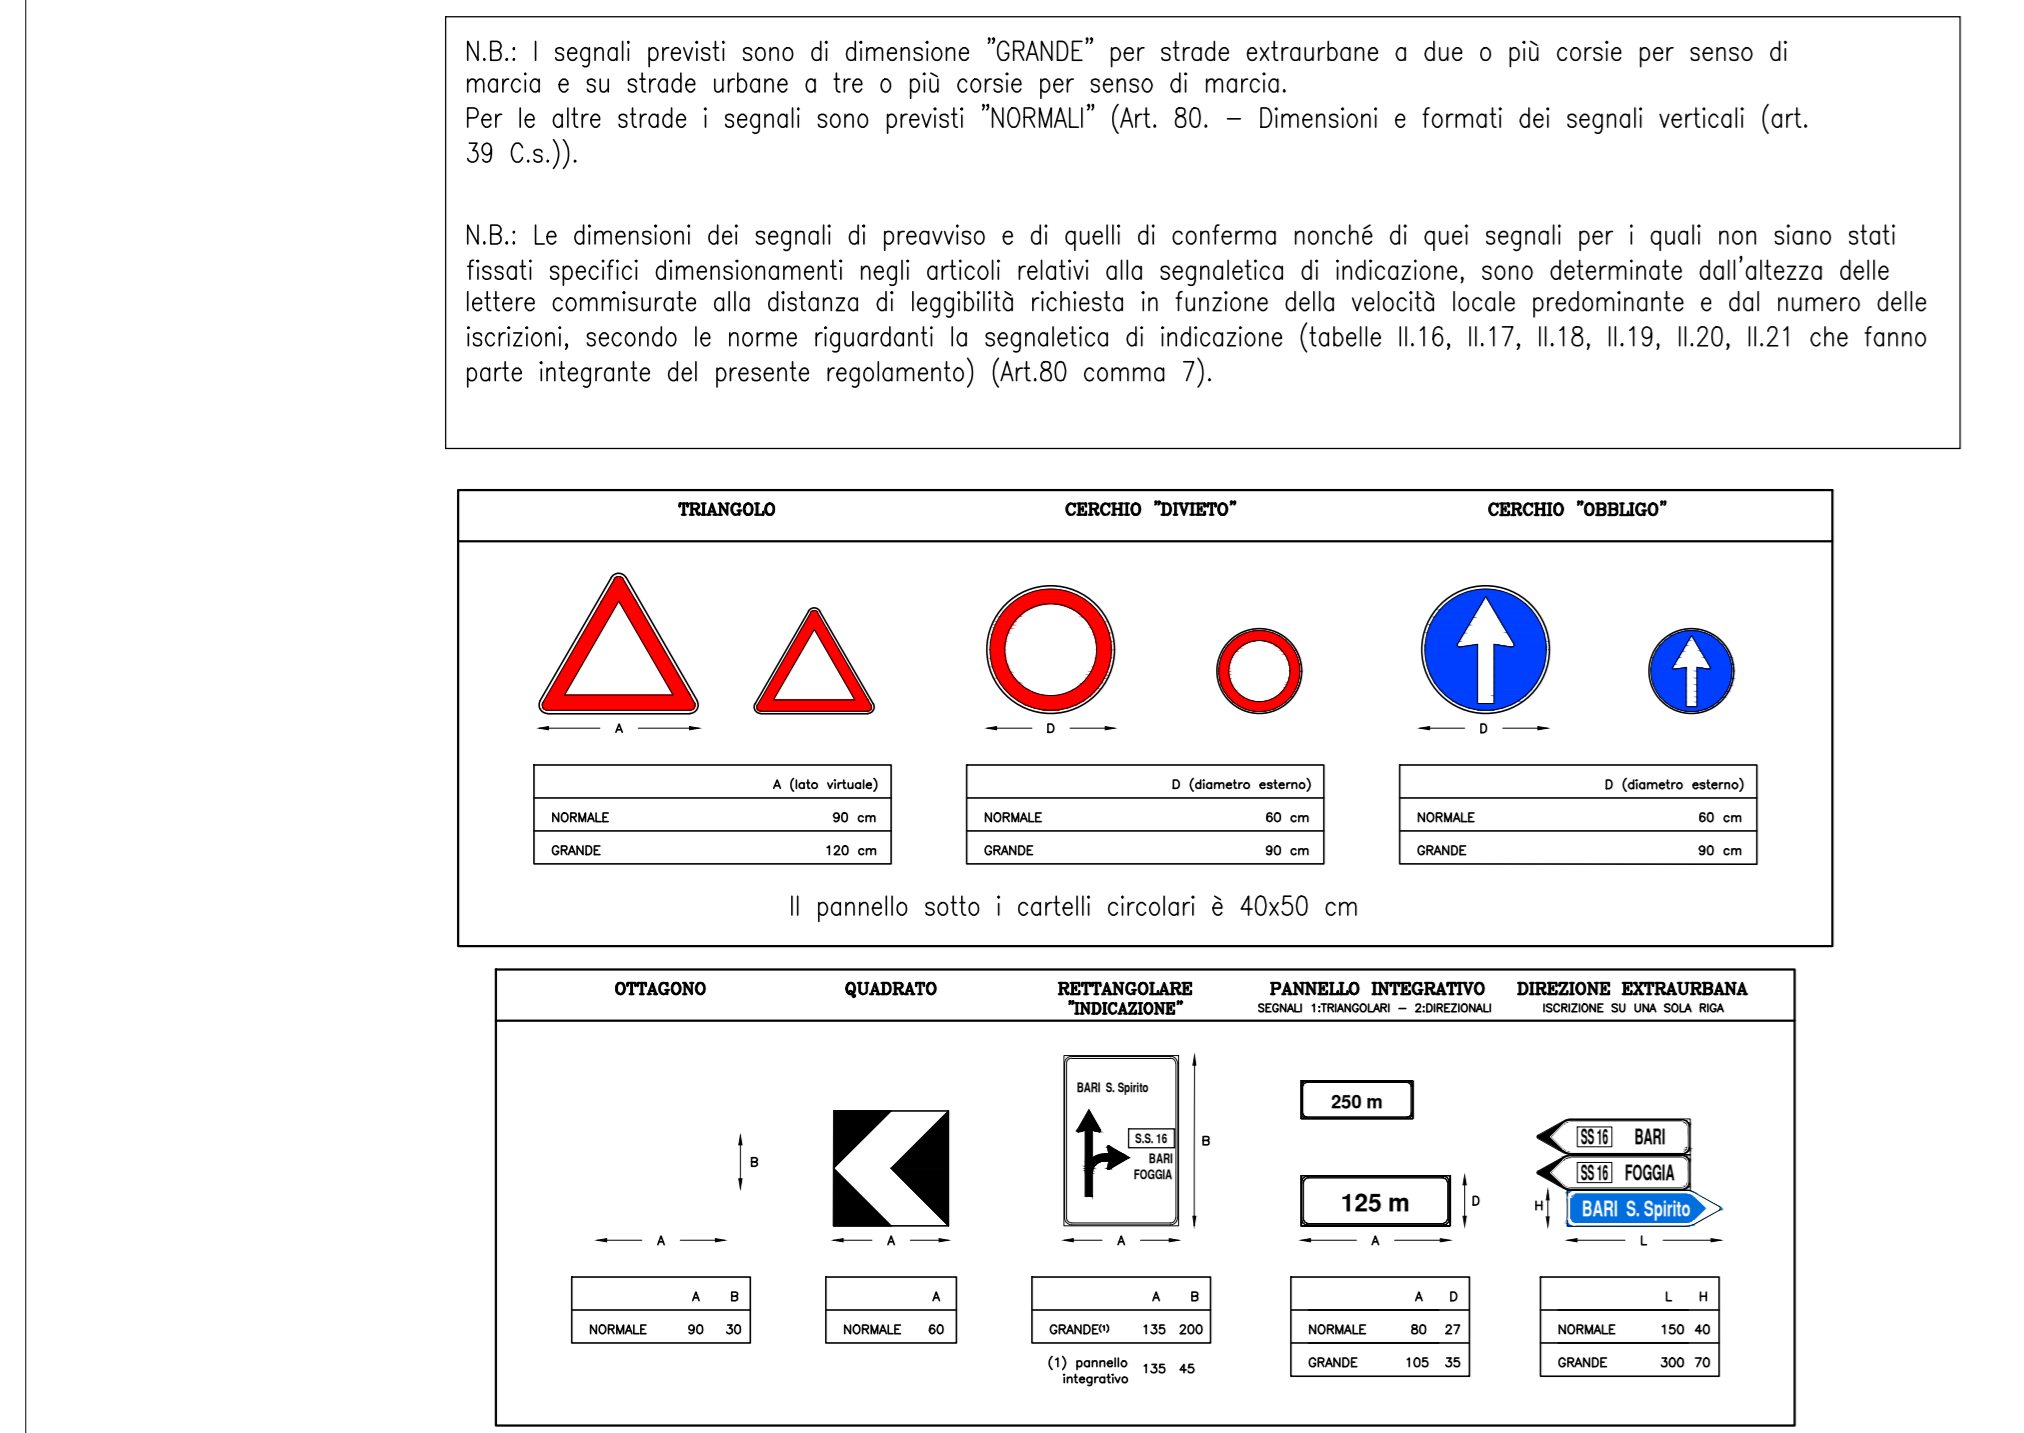 N.B.: I segnali previsti sono di dimensione "GRANDE" per strade extraurbane a due o più corsie per senso di
marcia e su strade urbane a tre o più corsie per senso di marcia.
Per le altre strade i segnali sono previsti "NORMALI" (Art. 80. – Dimensioni e formati dei segnali verticali (art.
39 C.s.)).
N.B.: Le dimensioni dei segnali di preavviso e di quelli di conferma nonché di quei segnali per i quali non siano stati
fissati specifici dimensionamenti negli articoli relativi alla segnaletica di indicazione, sono determinate dall'altezza delle
lettere commisurate alla distanza di leggibilità richiesta in funzione della velocità locale predominante e dal numero delle
iscrizioni, secondo le norme riguardanti la segnaletica di indicazione (tabelle II.16, II.17, II.18, II.19, II.20, II.21 che fanno
parte integrante del presente regolamento) (Art.80 comma 7).
TRIANGOLO
CERCHIO "DIVIETO"
CERCHIO "OBBLIGO"
A
D
D
A (lato virtuale)
NORMALE 90 cm
GRANDE 120 cm
D (diametro esterno)
NORMALE 60 cm
GRANDE 90 cm
D (diametro esterno)
NORMALE 60 cm
GRANDE 90 cm
Il pannello sotto i cartelli circolari è 40x50 cm
OTTAGONO
QUADRATO
RETTANGOLARE
"INDICAZIONE"
PANNELLO INTEGRATIVO
SEGNALI 1:TRIANGOLARI – 2:DIREZIONALI
DIREZIONE EXTRAURBANA
ISCRIZIONE SU UNA SOLA RIGA
B
A
A
BARI S. Spirito
S.S. 16
BARI
FOGGIA
B
A
250 m
125 m
D
A
SS 16 BARI
SS 16 FOGGIA
BARI S. Spirito
H
L
A B
NORMALE 90 30
A
NORMALE 60
A B
GRANDE(1) 135 200
(1) pannello
integrativo 135 45
A D
NORMALE 80 27
GRANDE 105 35
L H
NORMALE 150 40
GRANDE 300 70